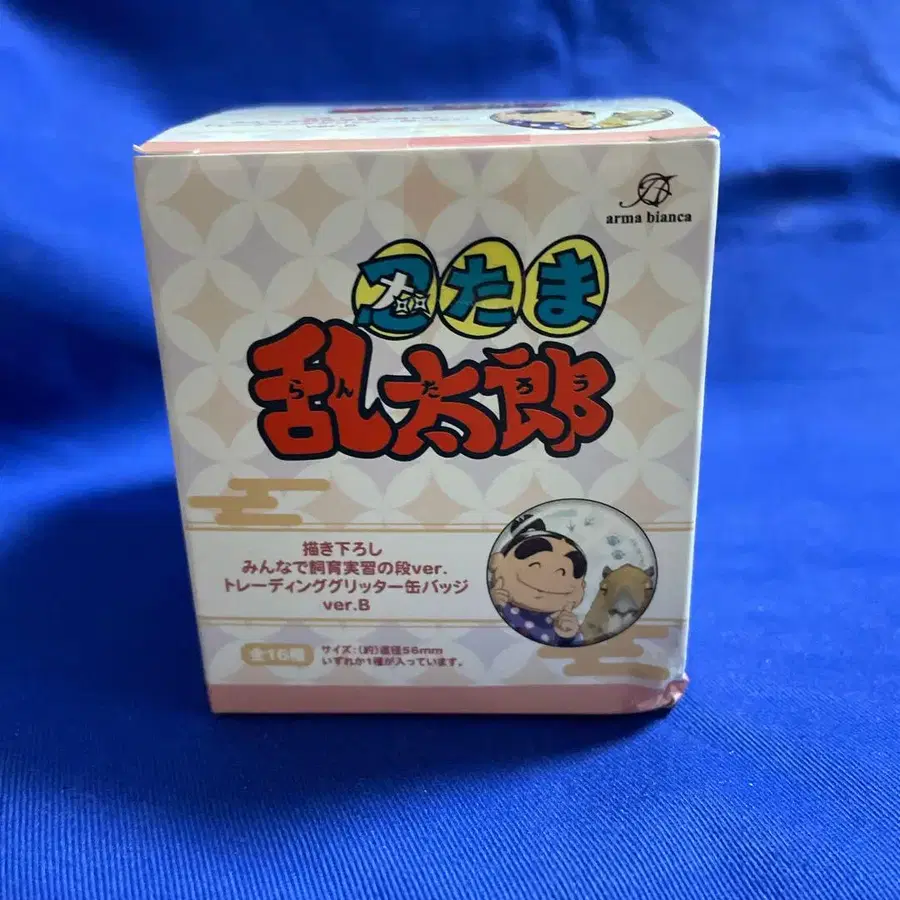 arma bianca
忍たま
乱太郎
らんたろう
描き下ろし
みんなで飼育実習の段ver.
トレーディンググリッター缶バッジ
ver.B
全16種
サイズ:(約)直径56mm
いずれか1種が入っています。